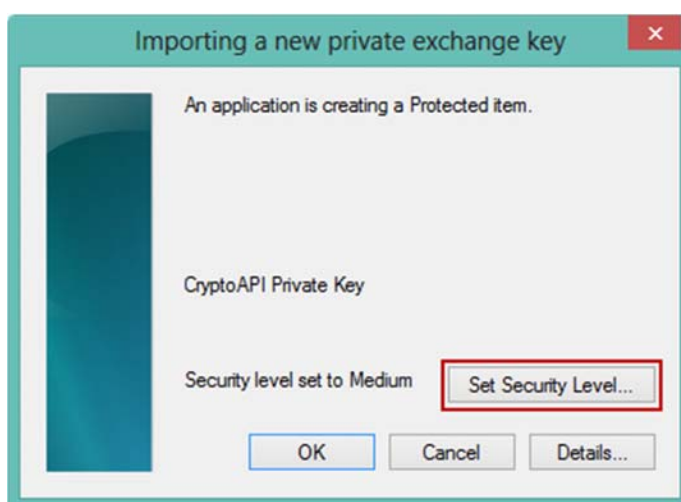 Importing a new private exchange key
An application is creating a Protected item.
CryptoAPI Private Key
Security level set to Medium
Set Security Level...
OK
Cancel
Details...